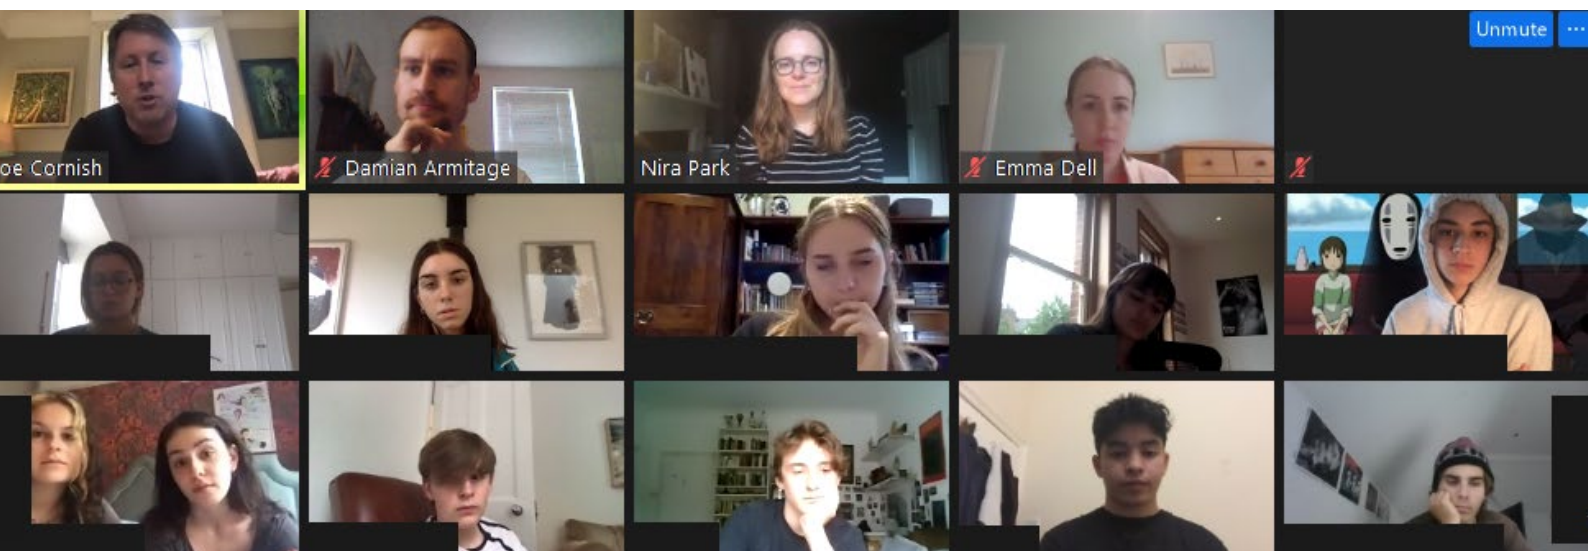 Unmute ...
oe Cornish
Damian Armitage
Nira Park
Emma Dell